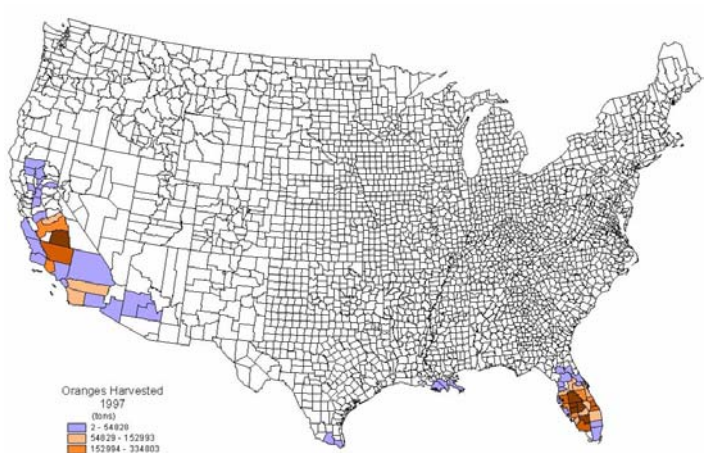 Oranges Harvested
1997
(tons)
2 - 54828
54829 - 152993
152994 - 334803